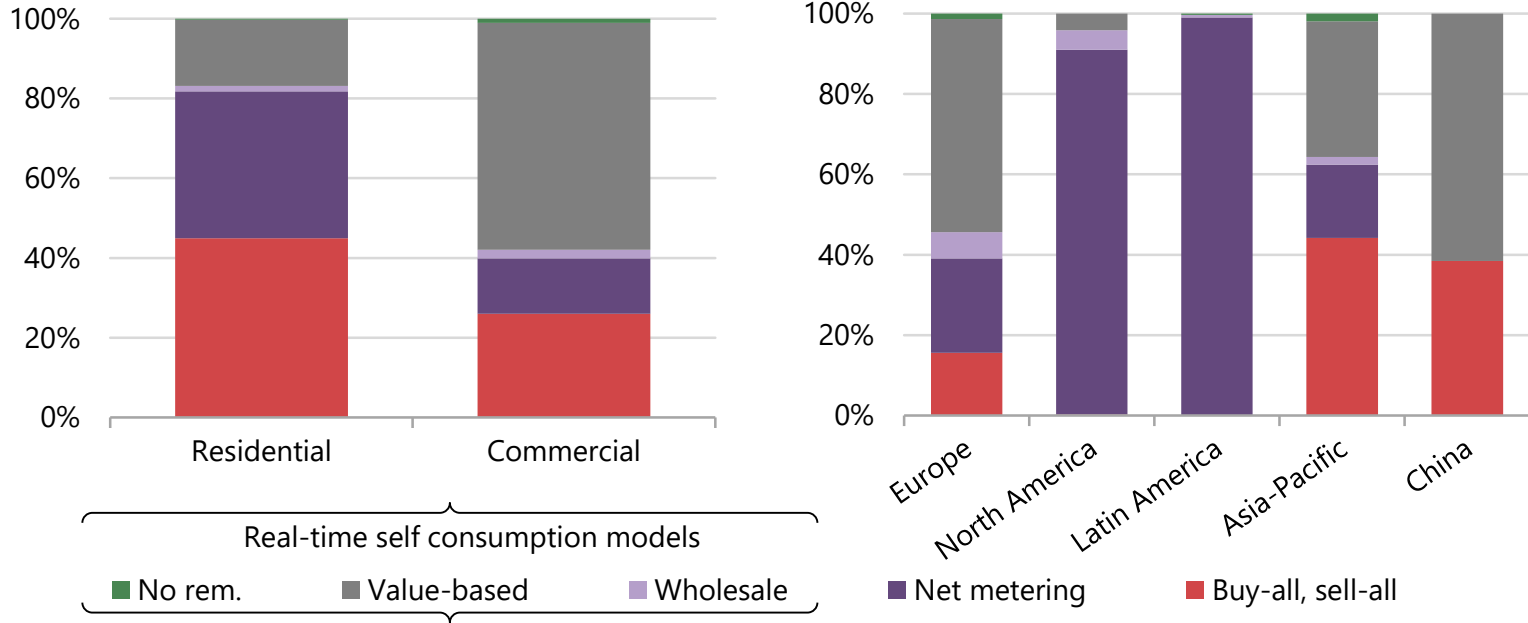 100%
80%
60%
40%
20%
0%
Residential
Commercial
100%
80%
60%
40%
20%
0%
Europe
North America
Latin America
Asia-Pacific
China
Real-time self consumption models
No rem.
Value-based
Wholesale
Net metering
Buy-all, sell-all